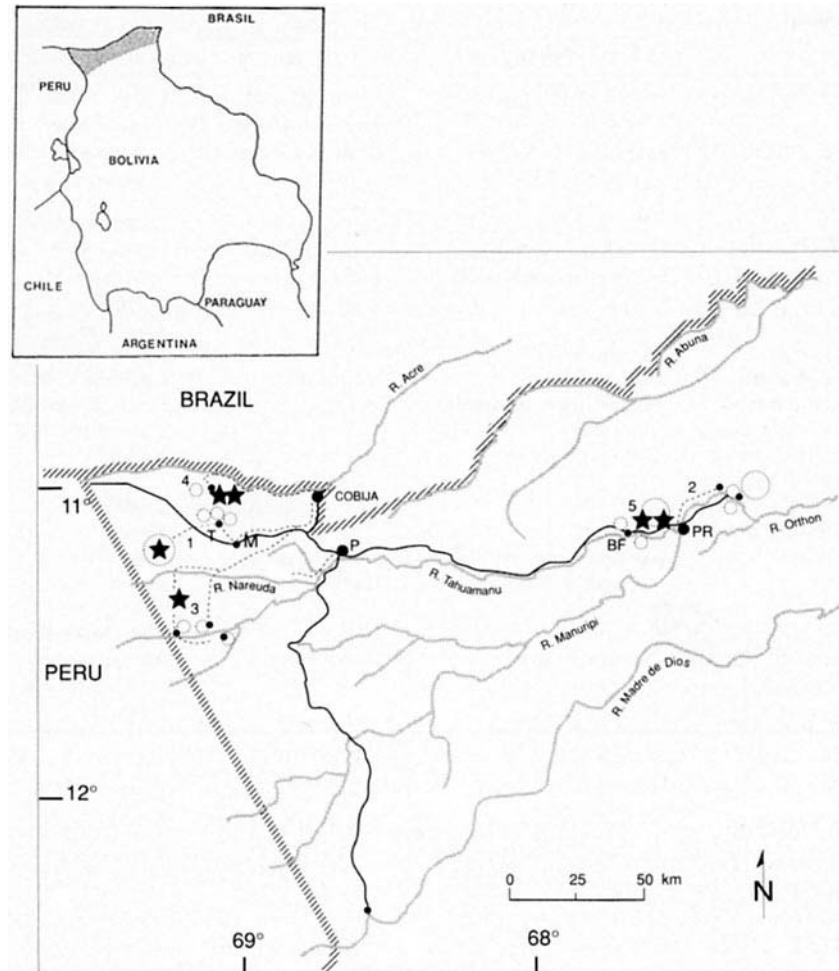 BRASIL
PERU
BOLIVIA
CHILE
PARAGUAY
ARGENTINA
BRAZIL
R. Acre
R. Abuna
4
COBIJA
11°
5
2
T
M
1
P
BF
PR
R. Orthon
R. Nareuda
R. Tahuamanu
3
R. Manuripi
PERU
R. Madre de Dios
12°
0 25 50 km
N
69° 68°